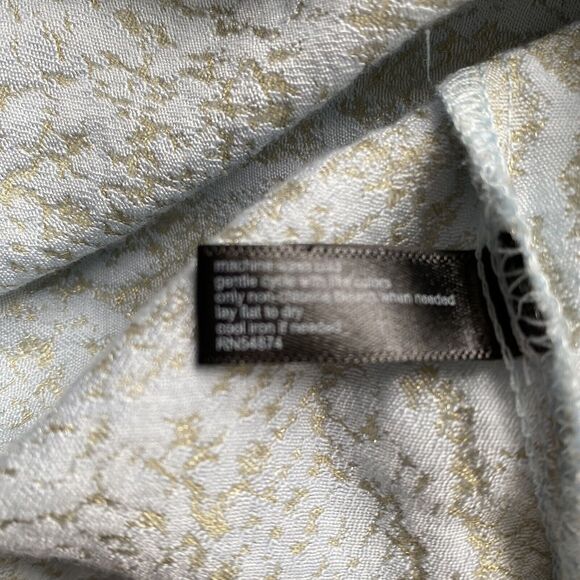 machine wash cold
gentle cycle with like colors
only non-chlorine bleach when needed
lay flat to dry
cool iron if needed
RN54874